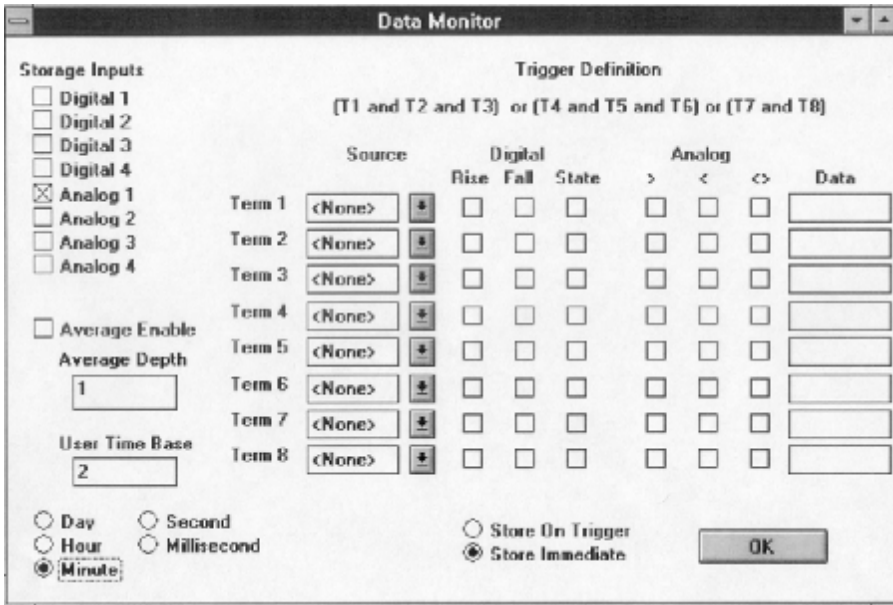 Data Monitor
Storage Inputs
Digital 1
Digital 2
Digital 3
Digital 4
Analog 1
Analog 2
Analog 3
Analog 4
Average Enable
Average Depth
1
User Time Base
2
Day
Hour
Minute
Second
Millisecond
Trigger Definition
(T1 and T2 and T3) or (T4 and T5 and T6) or (T7 and T8)
Source Digital Analog
Rise Fall State > < <> Data
Term 1 <None>
Term 2 <None>
Term 3 <None>
Term 4 <None>
Term 5 <None>
Term 6 <None>
Term 7 <None>
Term 8 <None>
Store On Trigger
Store Immediate
OK